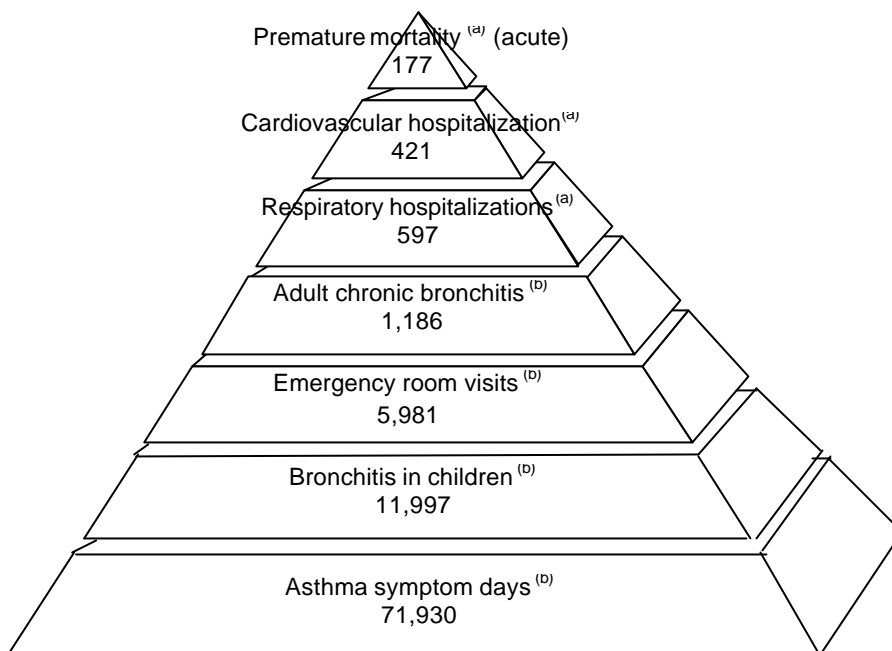 Premature mortality (a) (acute)
177
Cardiovascular hospitalization(a)
421
Respiratory hospitalizations(a)
597
Adult chronic bronchitis (b)
1,186
Emergency room visits (b)
5,981
Bronchitis in children (b)
11,997
Asthma symptom days (b)
71,930